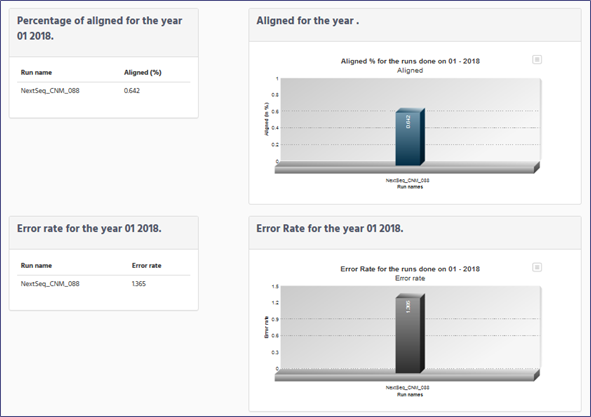 Percentage of aligned for the year
01 2018.
Run name Aligned (%)
NextSeq_CNM_088 0.642
Aligned for the year .
Aligned % for the runs done on 01 - 2018
Aligned
Aligned (in %)
1
0.8
0.6
0.4
0.2
0
0.642
NextSeq_CNM_088
Run names
Error rate for the year 01 2018.
Run name Error rate
NextSeq_CNM_088 1.365
Error Rate for the year 01 2018.
Error Rate for the runs done on 01 - 2018
Error rate
Error rate
1.5
1.2
0.9
0.6
0.3
0
1.365
NextSeq_CNM_088
Run names